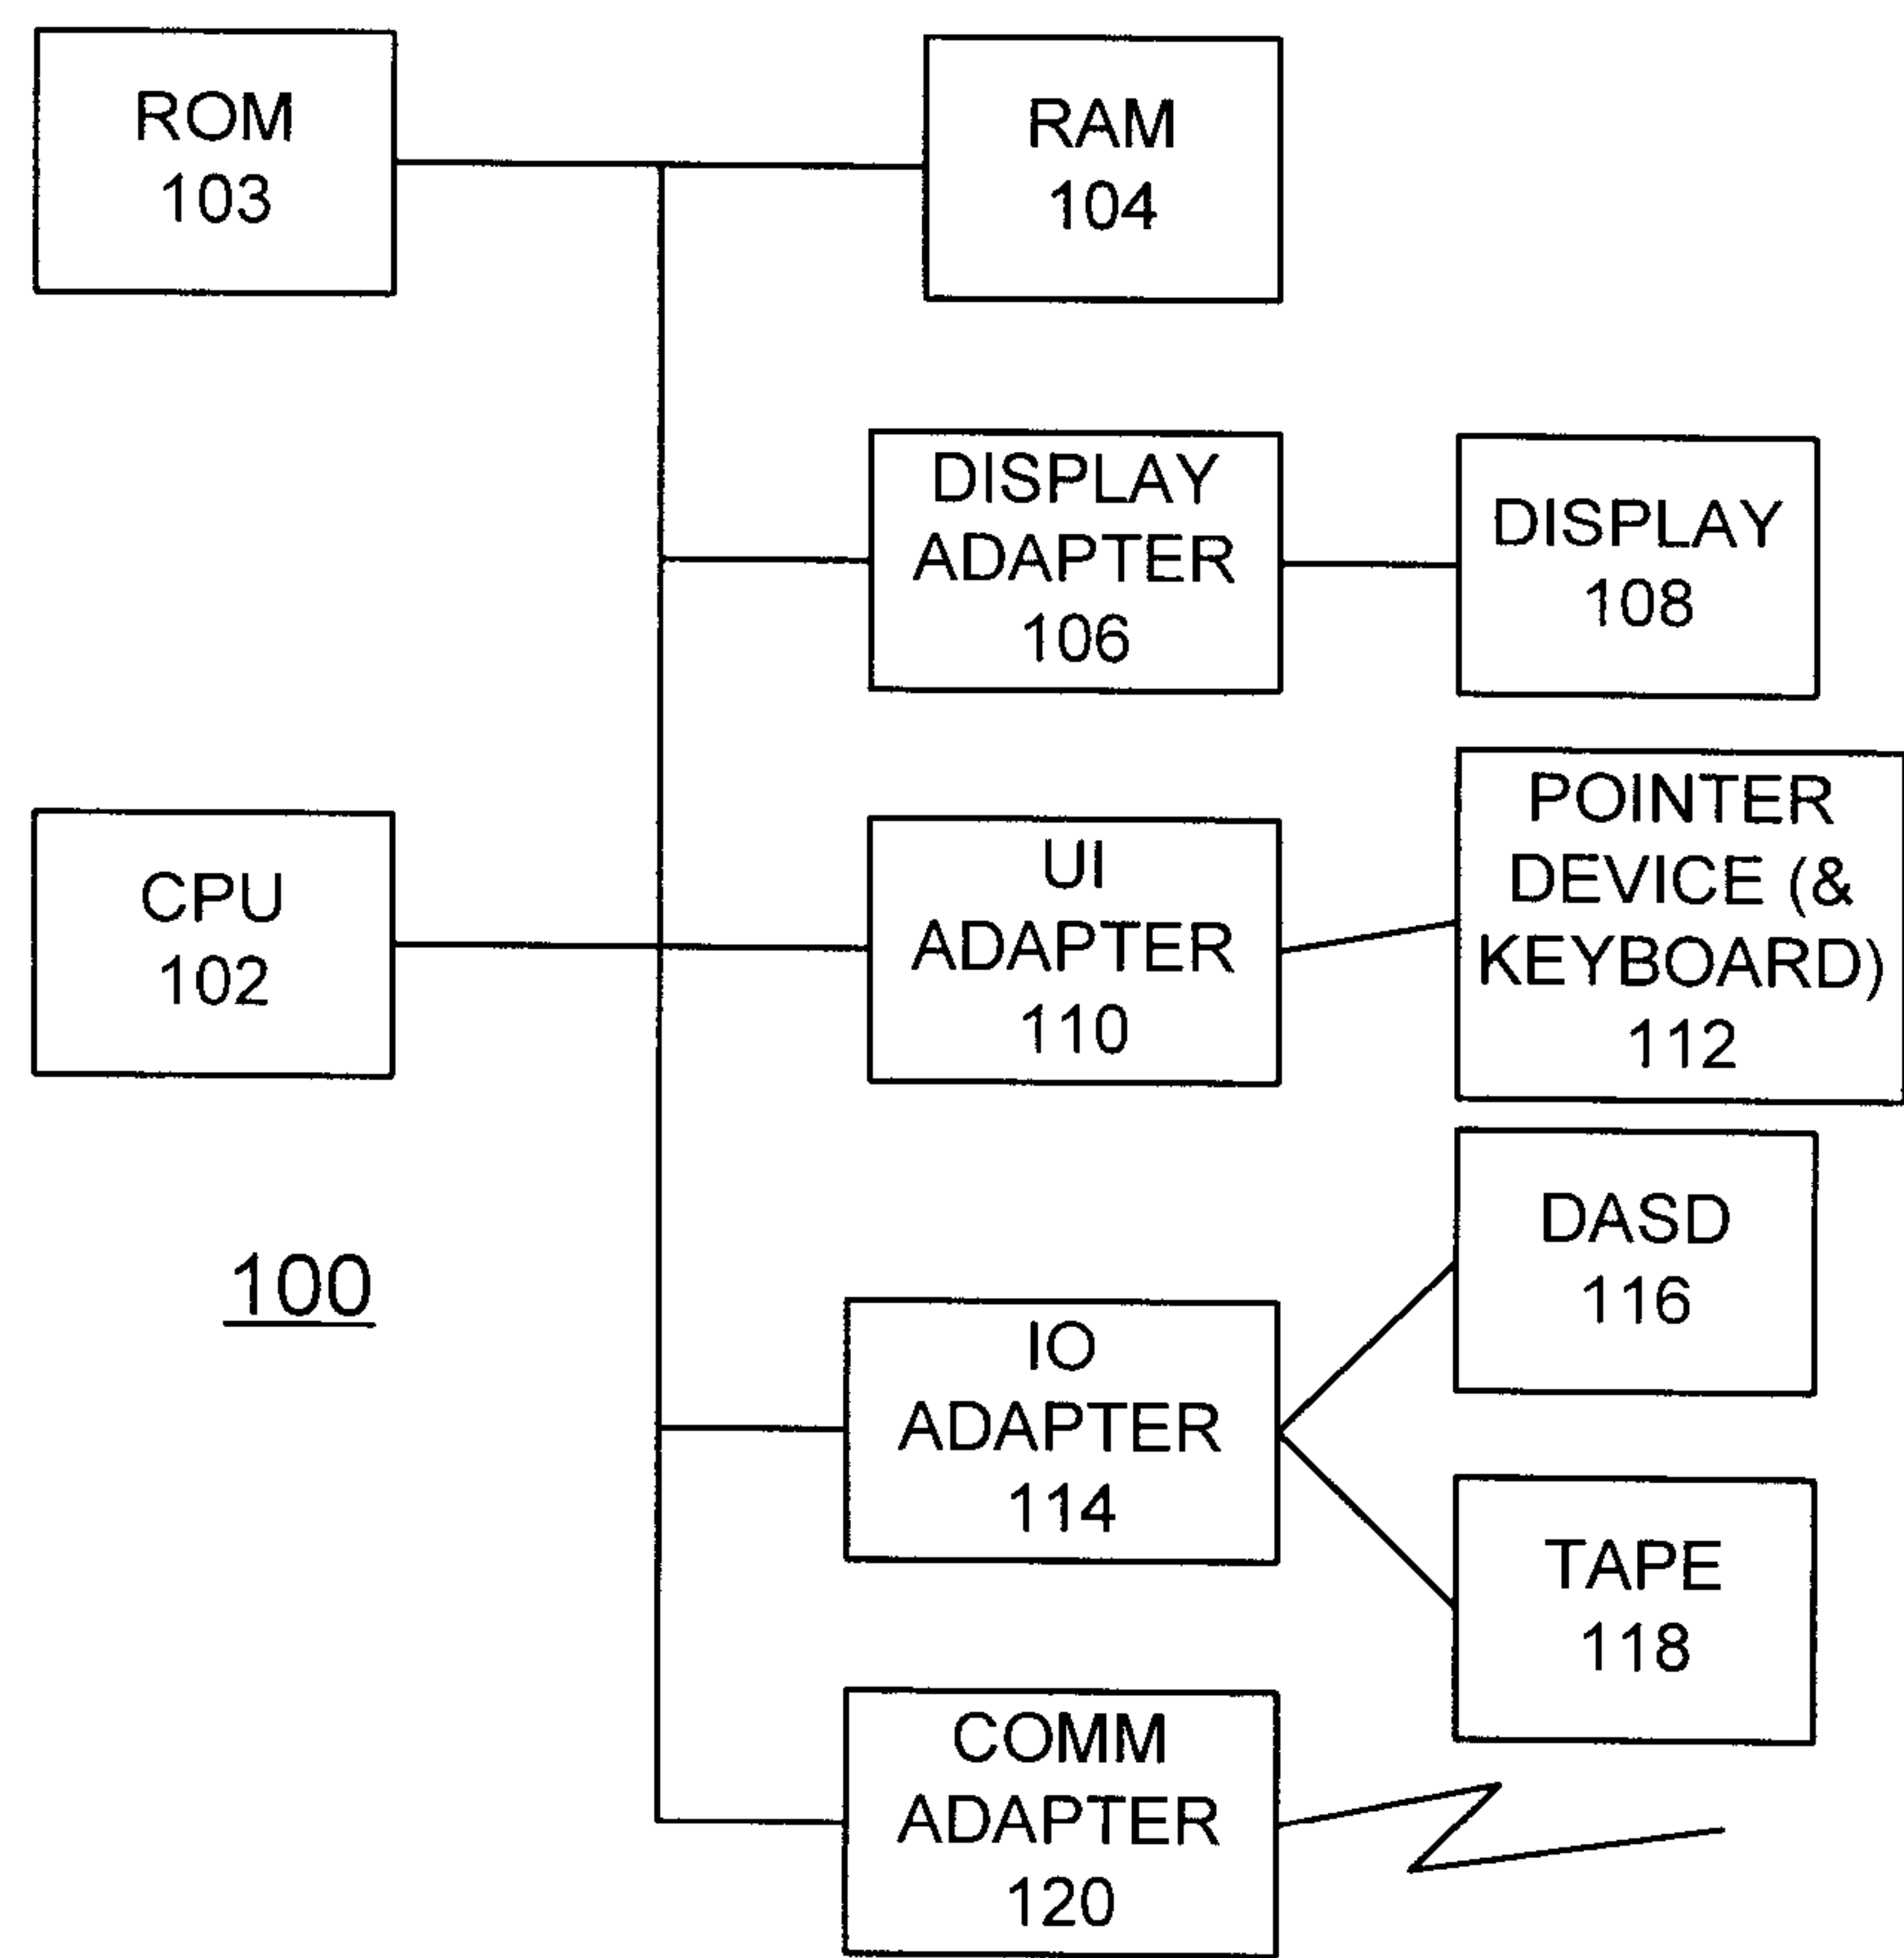 ROM
103
RAM
104
DISPLAY
ADAPTER
106
DISPLAY
108
CPU
102
UI
ADAPTER
110
POINTER
DEVICE (&
KEYBOARD)
112
100
IO
ADAPTER
114
DASD
116
TAPE
118
COMM
ADAPTER
120